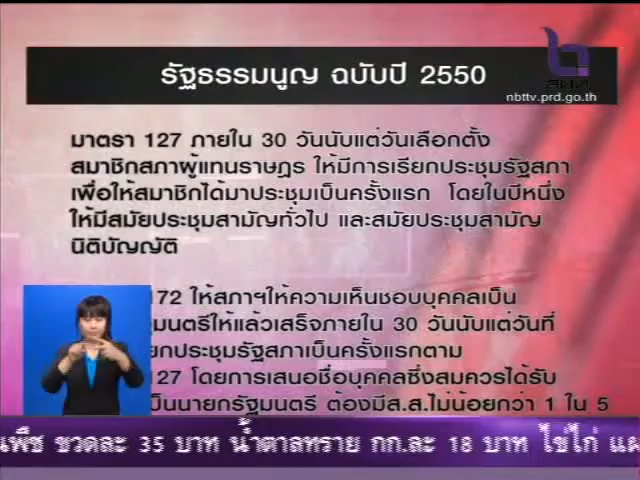 รัฐธรรมนูญ ฉบับปี 2550
สทท
nbttv.prd.go.th
มาตรา 127 ภายใน 30 วันนับแต่วันเลือกตั้ง
สมาชิกสภาผู้แทนราษฎร ให้มีการเรียกประชุมรัฐสภา
เพื่อให้สมาชิกได้มาประชุมเป็นครั้งแรก โดยในปีหนึ่ง
ให้มีสมัยประชุมสามัญทั่วไป และสมัยประชุมสามัญ
นิติบัญญัติ
172 ให้สภาฯให้ความเห็นชอบบุคคลเป็น
มนตรีให้แล้วเสร็จภายใน 30 วันนับแต่วันที่
ยกประชุมรัฐสภาเป็นครั้งแรกตาม
127 โดยการเสนอชื่อบุคคลซึ่งสมควรได้รับ
เป็นนายกรัฐมนตรี ต้องมีส.ส.ไม่น้อยกว่า 1 ใน 5
นพืช ขวดละ 35 บาท น้ำตาลทราย กก.ละ 18 บาท ไข่ไก่ แผ